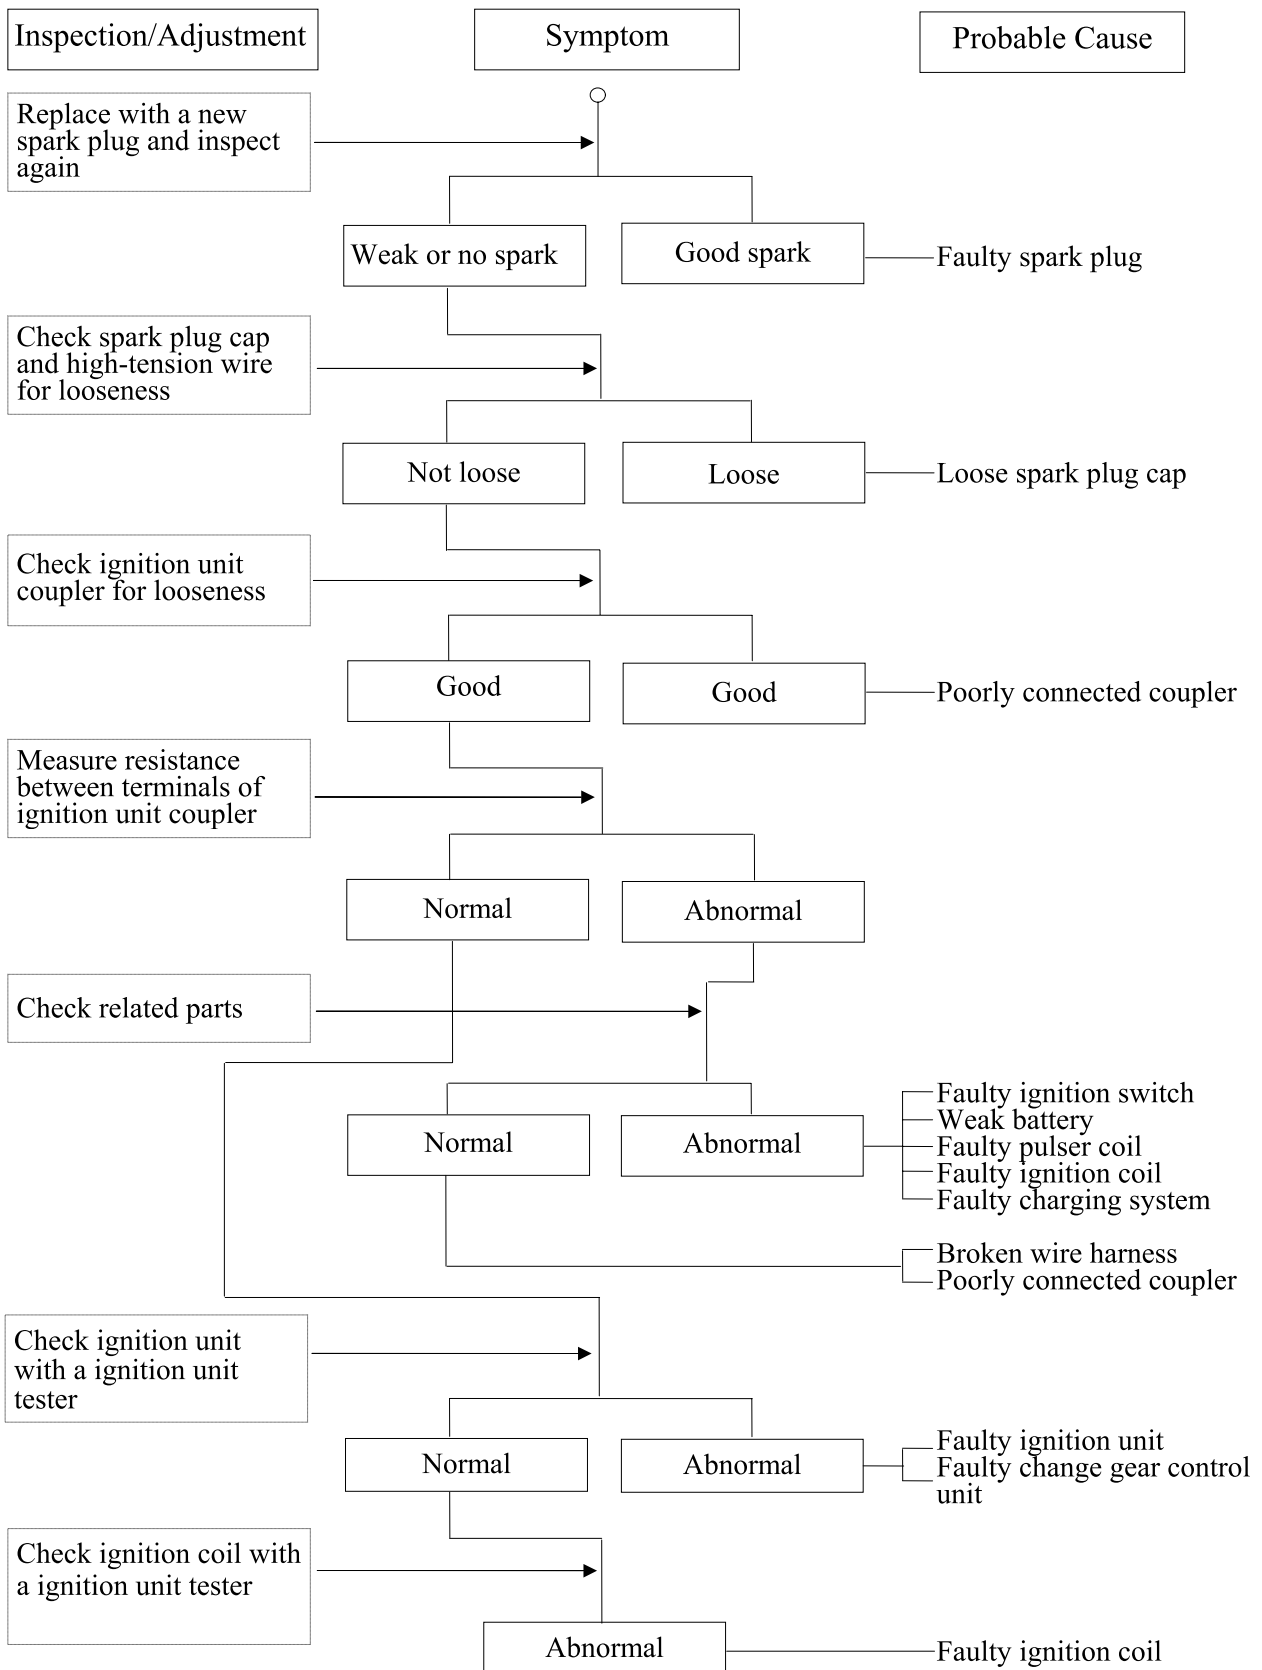 Inspection/Adjustment
Symptom
Probable Cause
Replace with a new
spark plug and inspect
again
Weak or no spark
Good spark
Faulty spark plug
Check spark plug cap
and high-tension wire
for looseness
Not loose
Loose
Loose spark plug cap
Check ignition unit
coupler for looseness
Good
Good
Poorly connected coupler
Measure resistance
between terminals of
ignition unit coupler
Normal
Abnormal
Check related parts
Normal
Abnormal
Faulty ignition switch
Weak battery
Faulty pulser coil
Faulty ignition coil
Faulty charging system
Broken wire harness
Poorly connected coupler
Check ignition unit
with a ignition unit
tester
Normal
Abnormal
Faulty ignition unit
Faulty change gear control
unit
Check ignition coil with
a ignition unit tester
Abnormal
Faulty ignition coil